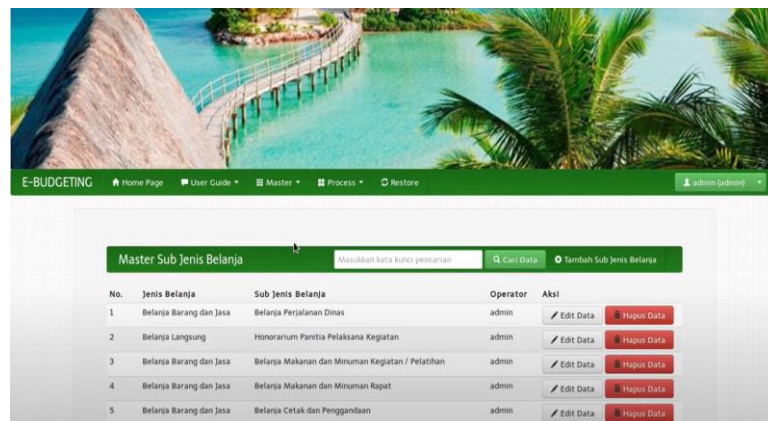 E-BUDGETING Home Page User Guide Master Process Restore admin (admin)
Master Sub Jenis Belanja Masukkan kata kunci pencarian Cari Data Tambah Sub Jenis Belanja
No. Jenis Belanja Sub Jenis Belanja Operator Aksi
1 Belanja Barang dan Jasa Belanja Perjalanan Dinas admin Edit Data Hapus Data
2 Belanja Langsung Honorarium Panitia Pelaksana Kegiatan admin Edit Data Hapus Data
3 Belanja Barang dan Jasa Belanja Makanan dan Minuman Kegiatan / Pelatihan admin Edit Data Hapus Data
4 Belanja Barang dan Jasa Belanja Makanan dan Minuman Rapat admin Edit Data Hapus Data
5 Belanja Barang dan Jasa Belanja Cetak dan Penggandaan admin Edit Data Hapus Data